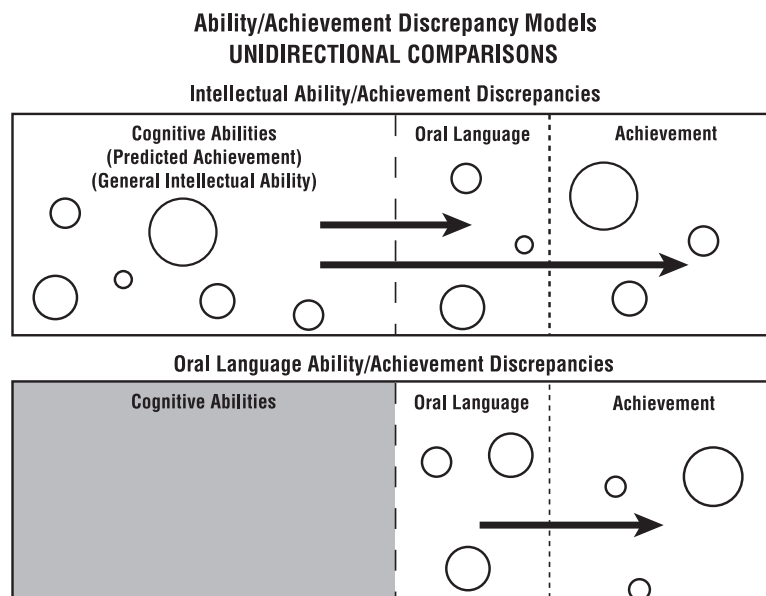 Ability/Achievement Discrepancy Models
UNIDIRECTIONAL COMPARISONS
Intellectual Ability/Achievement Discrepancies
Cognitive Abilities
(Predicted Achievement)
(General Intellectual Ability)
Oral Language
Achievement
Oral Language Ability/Achievement Discrepancies
Cognitive Abilities
Oral Language
Achievement